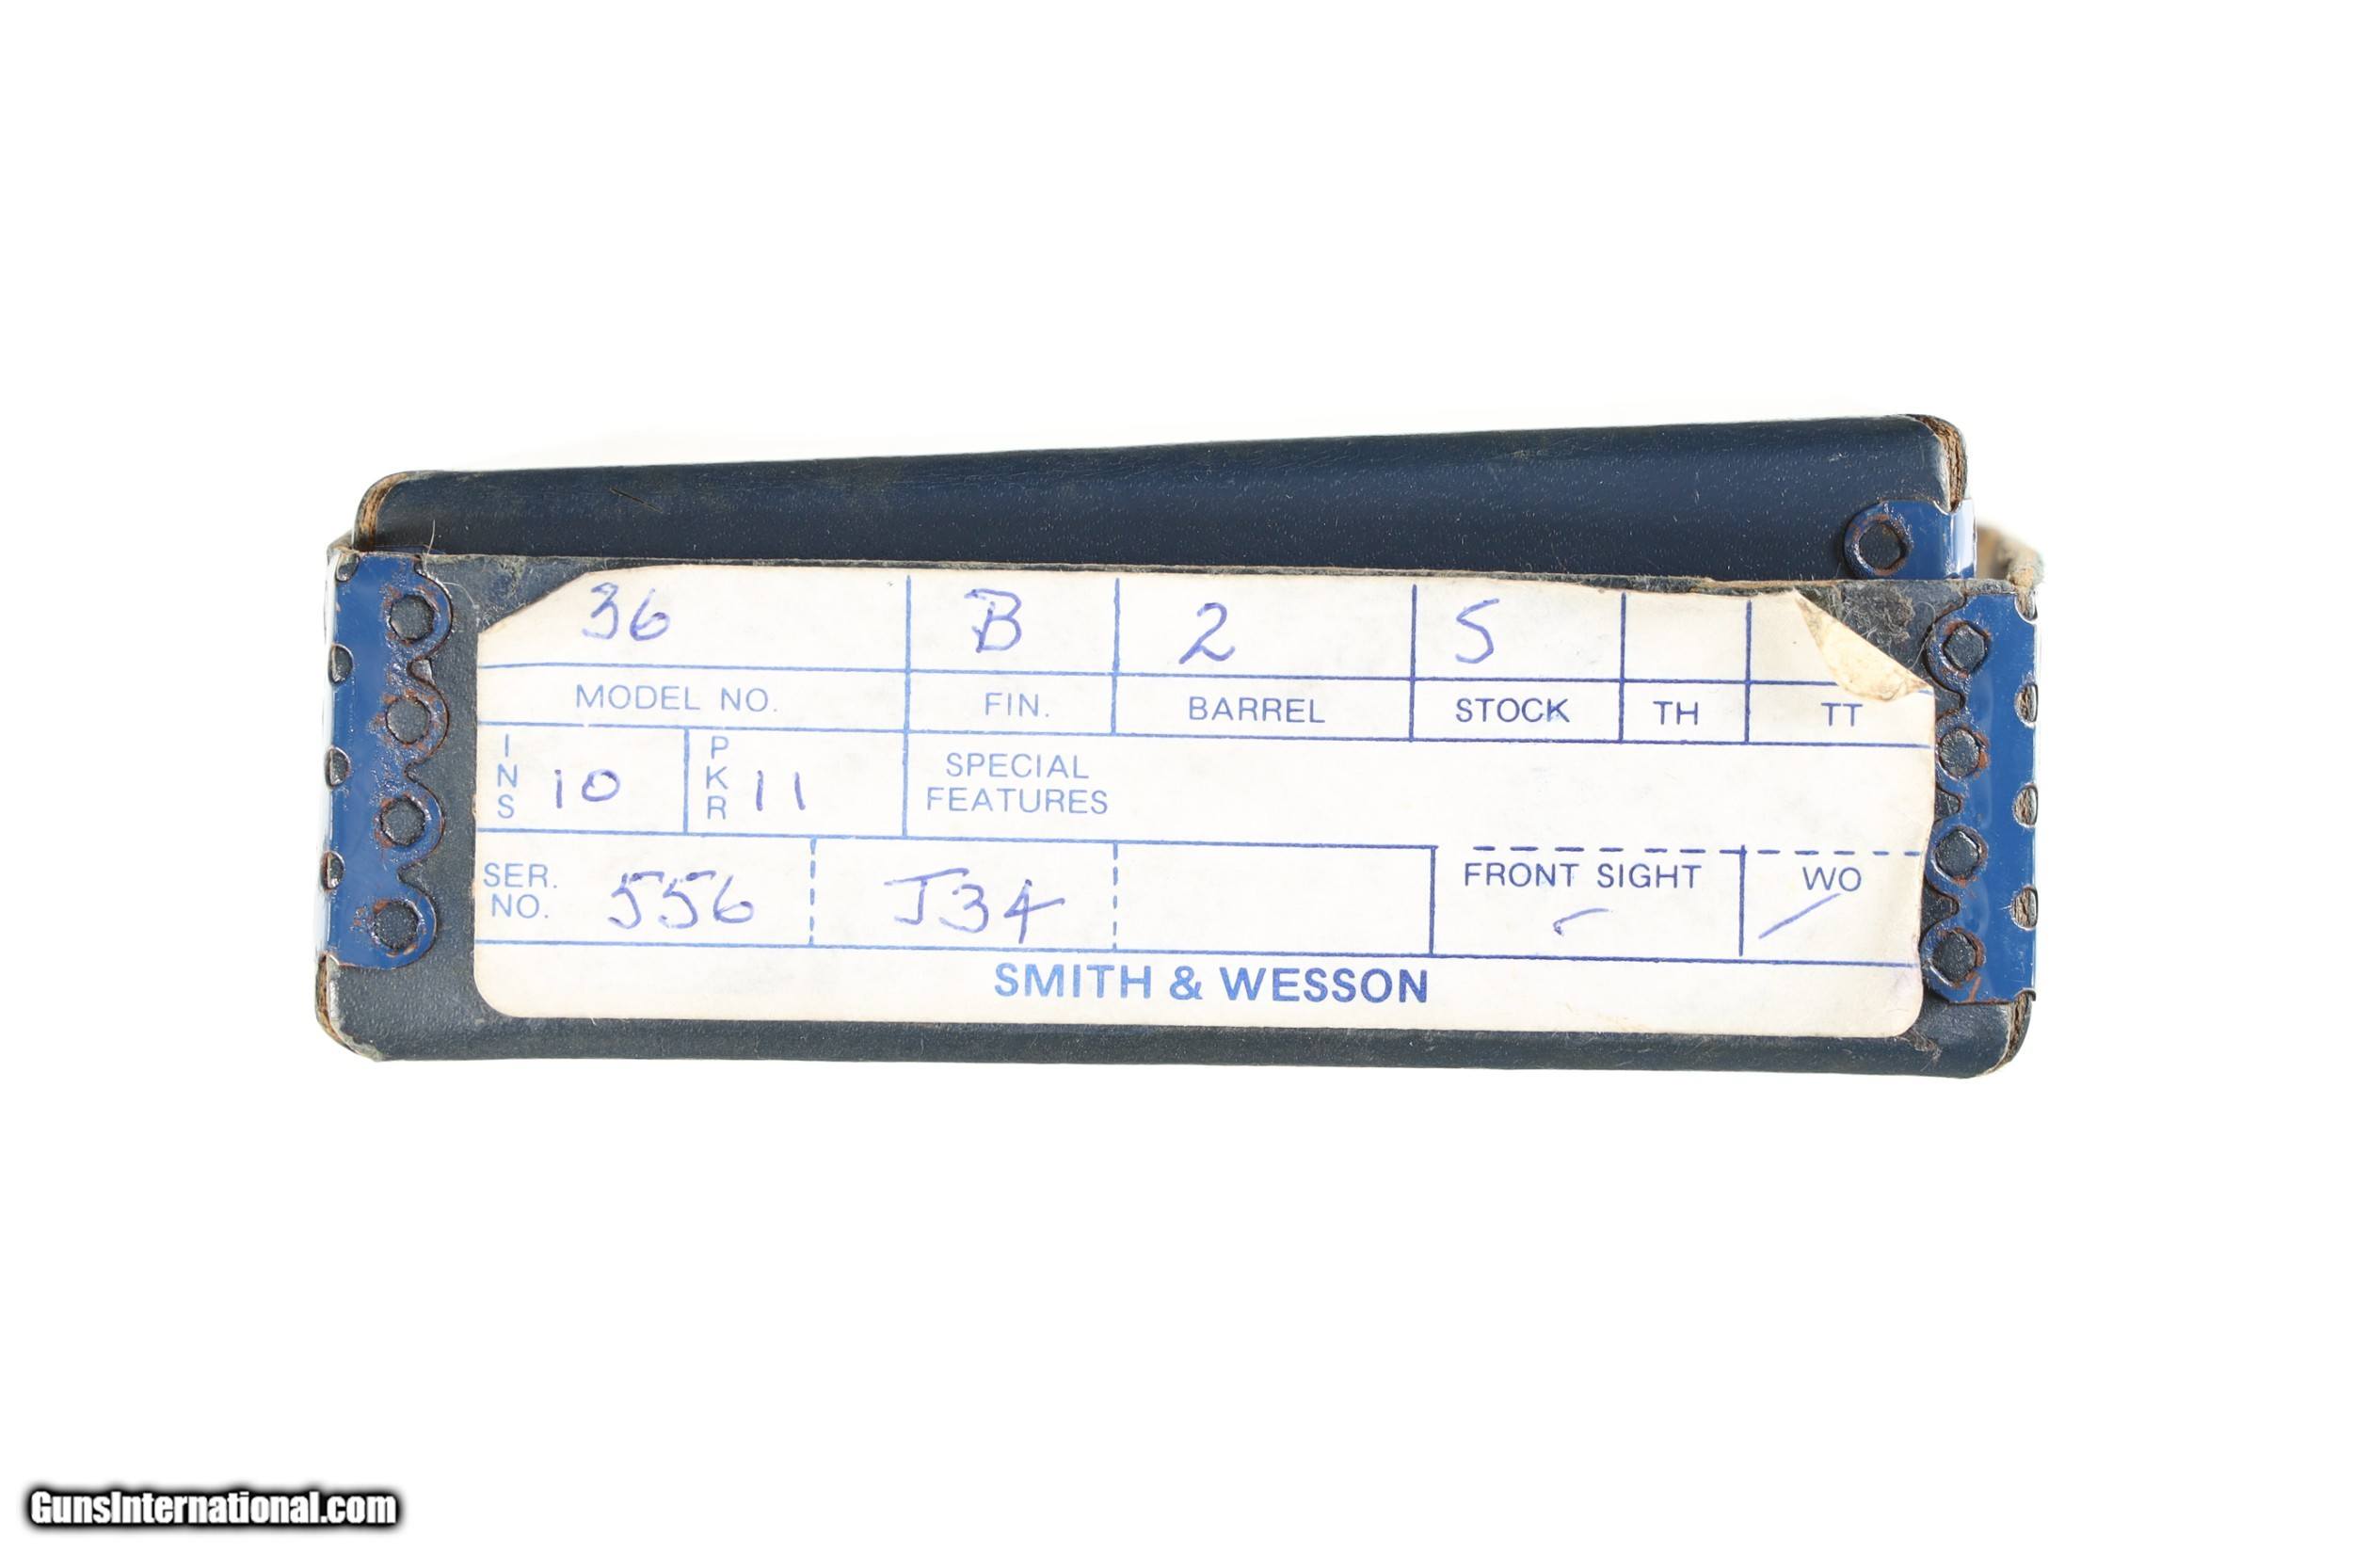 36 B 2 5
MODEL NO. FIN. BARREL STOCK TH TT
INS 10 PKR 11 SPECIAL
FEATURES
SER.
NO. 556 J34 FRONT SIGHT WO
SMITH & WESSON
GunsInternational.com